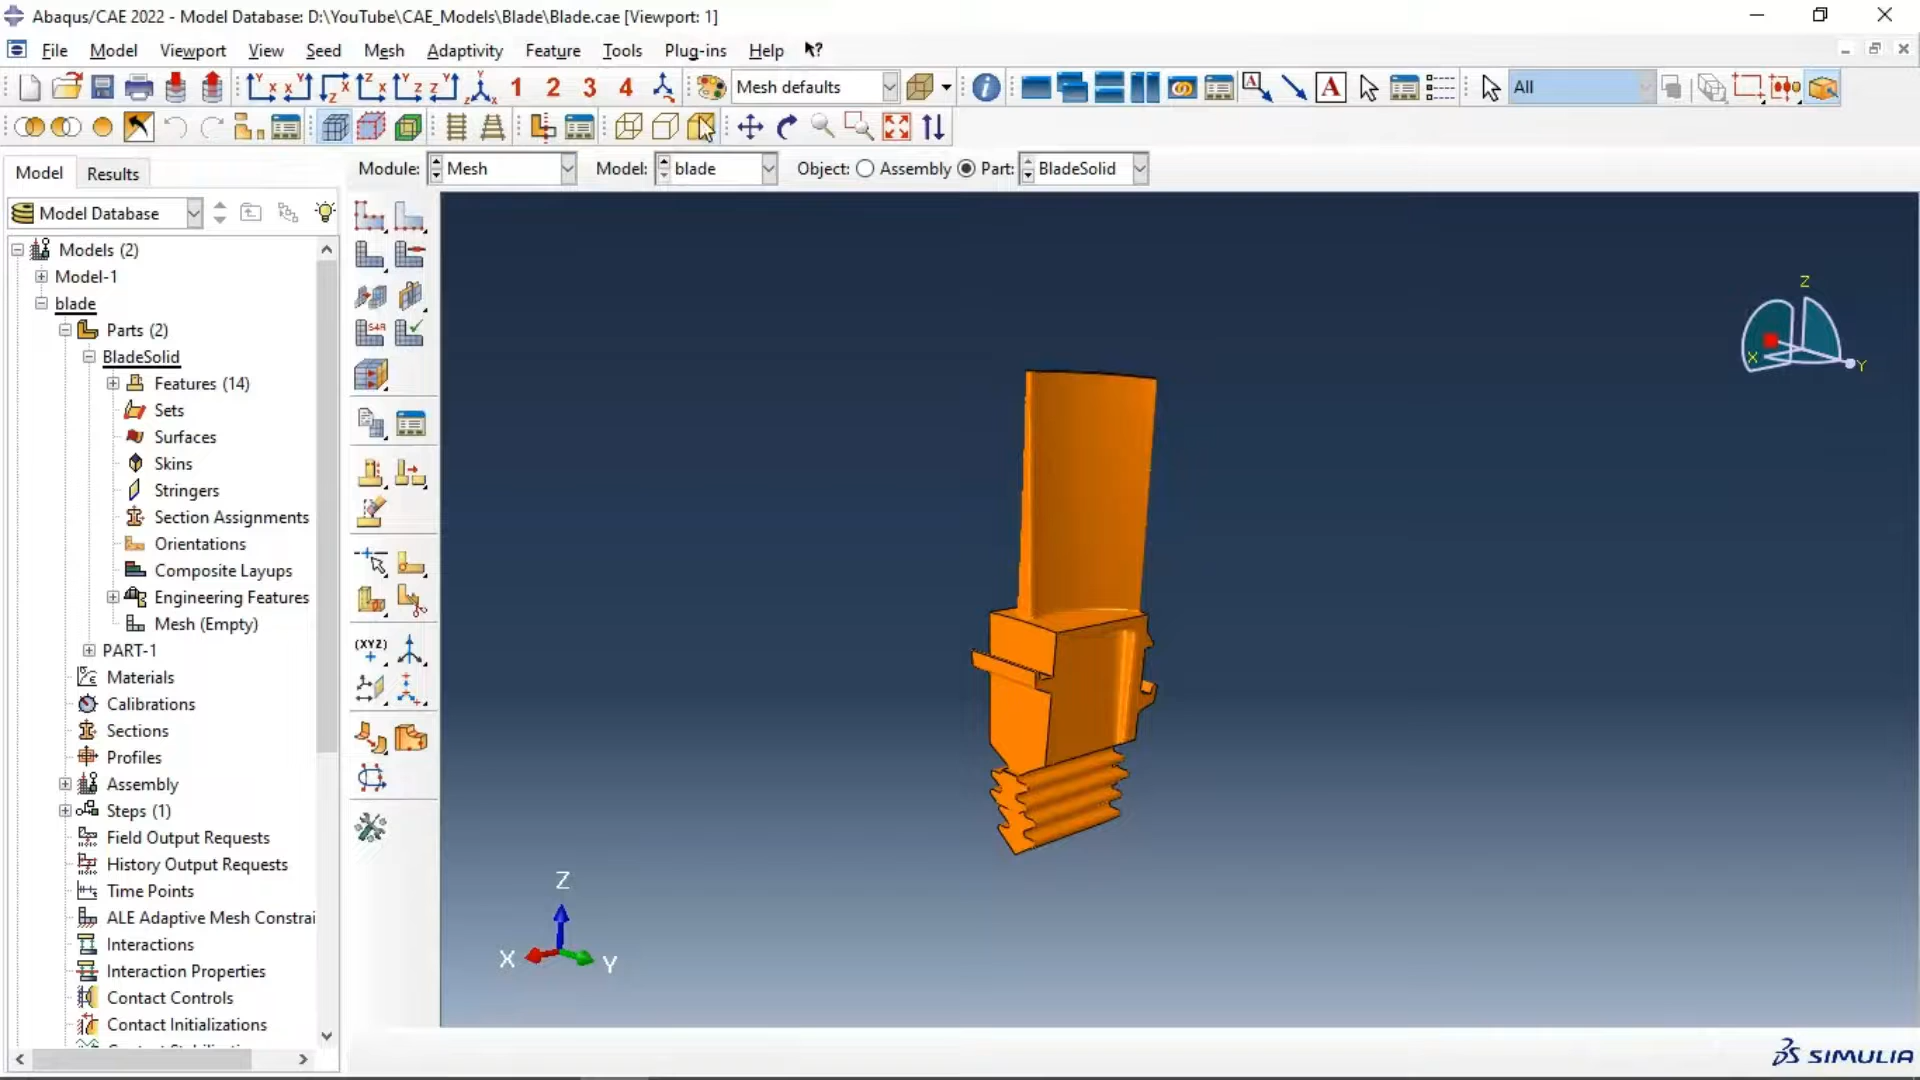 Abaqus/CAE 2022 - Model Database: D:\YouTube\CAE_Models\Blade\Blade.cae [Viewport: 1]
File Model Viewport View Seed Mesh Adaptivity Feature Tools Plug-ins Help
1 2 3 4 Mesh defaults All
Module: Mesh Model: blade Object: Assembly Part: BladeSolid
Model Results
Model Database
Models (2)
Model-1
blade
Parts (2)
BladeSolid
Features (14)
Sets
Surfaces
Skins
Stringers
Section Assignments
Orientations
Composite Layups
Engineering Features
Mesh (Empty)
PART-1
Materials
Calibrations
Sections
Profiles
Assembly
Steps (1)
Field Output Requests
History Output Requests
Time Points
ALE Adaptive Mesh Constrai
Interactions
Interaction Properties
Contact Controls
Contact Initializations
S4R
(XYZ)
Z
X
Y
Z
X
Y
SIMULIA